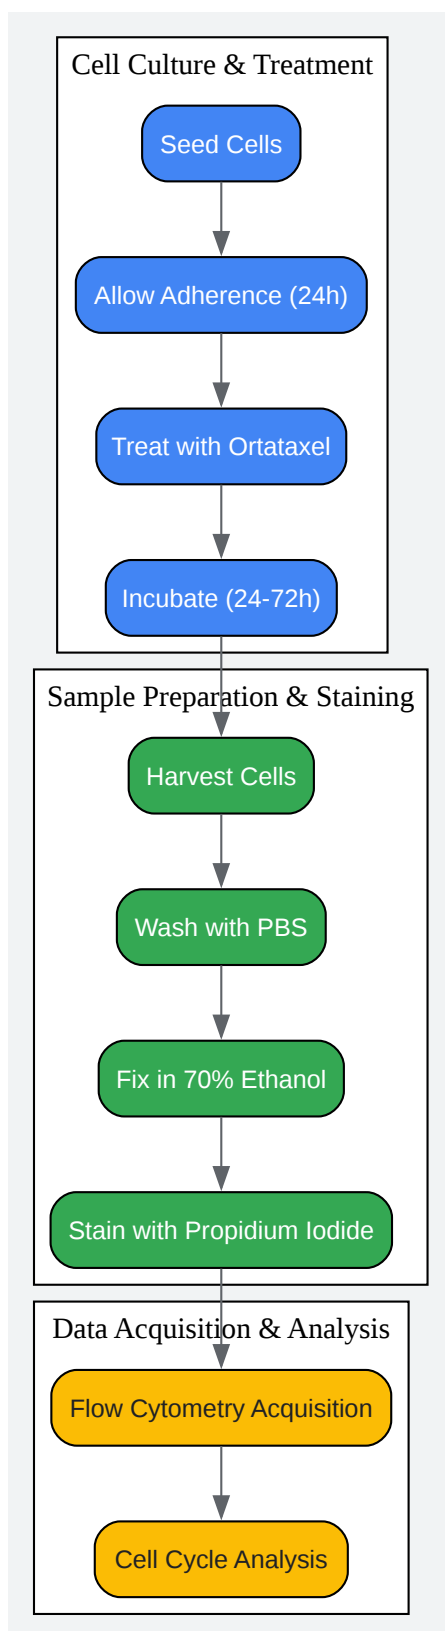 Cell Culture & Treatment
Seed Cells
Allow Adherence (24h)
Treat with Ortataxel
Incubate (24-72h)
Sample Preparation & Staining
Harvest Cells
Wash with PBS
Fix in 70% Ethanol
Stain with Propidium Iodide
Data Acquisition & Analysis
Flow Cytometry Acquisition
Cell Cycle Analysis